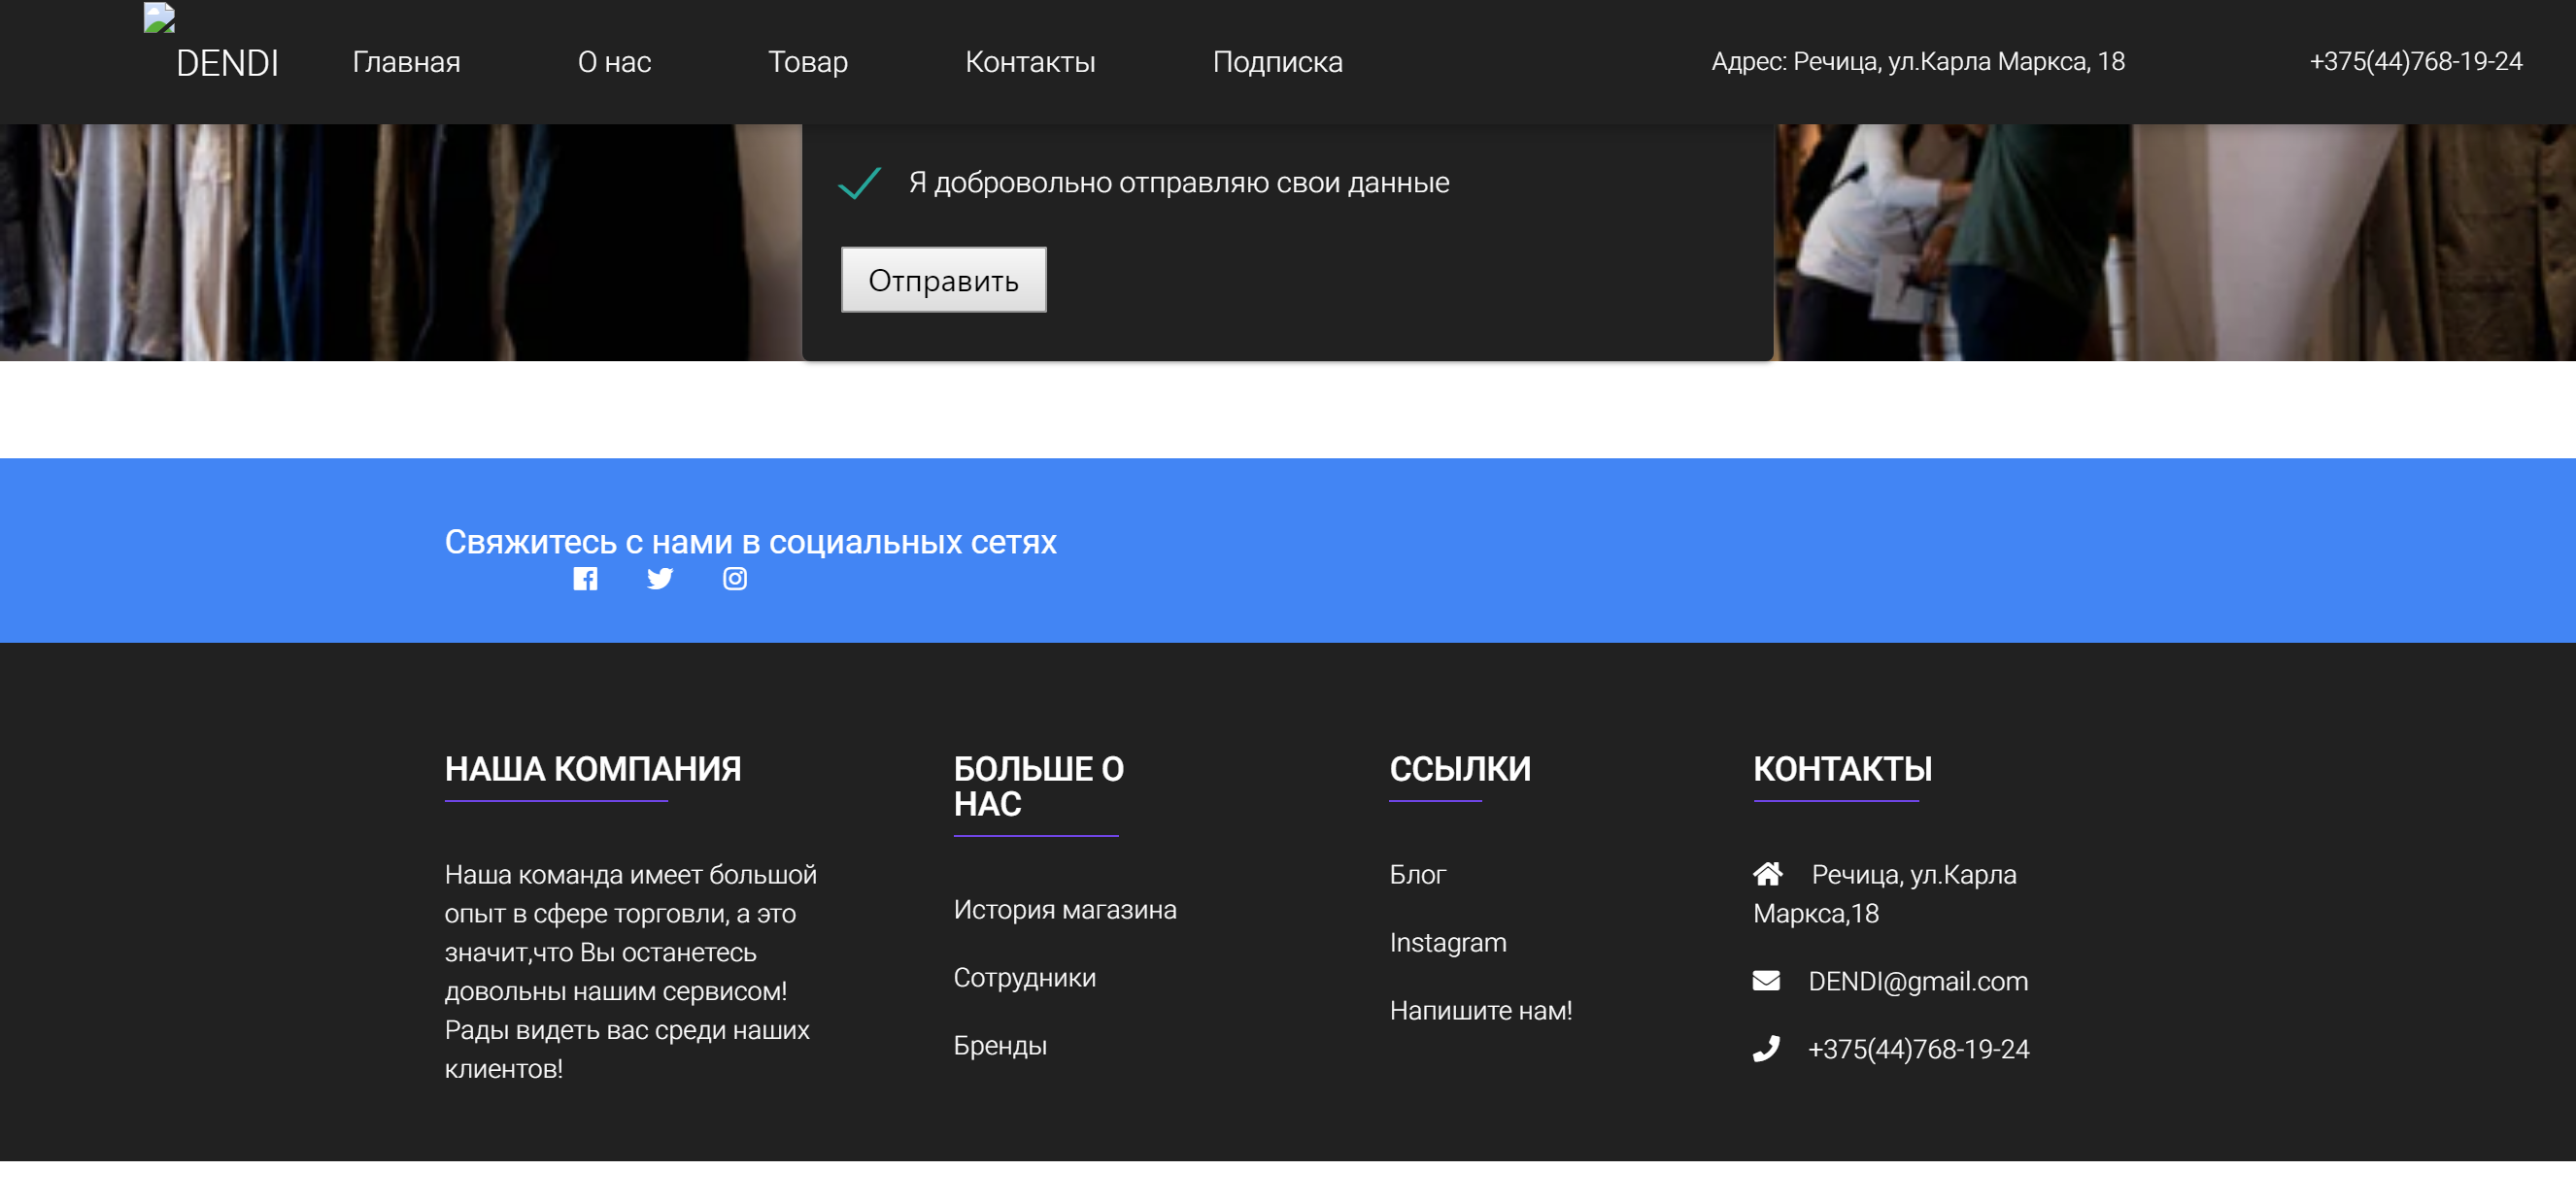 DENDI
Главная
О нас
Товар
Контакты
Подписка
Адрес: Речица, ул.Карла Маркса, 18
+375(44)768-19-24
Я добровольно отправляю свои данные
Отправить
Свяжитесь с нами в социальных сетях
НАША КОМПАНИЯ
Наша команда имеет большой
опыт в сфере торговли, а это
значит,что Вы останетесь
довольны нашим сервисом!
Рады видеть вас среди наших
клиентов!
БОЛЬШЕ О
НАС
История магазина
Сотрудники
Бренды
ССЫЛКИ
Блог
Instagram
Напишите нам!
КОНТАКТЫ
Речица, ул.Карла
Маркса,18
DENDI@gmail.com
+375(44)768-19-24